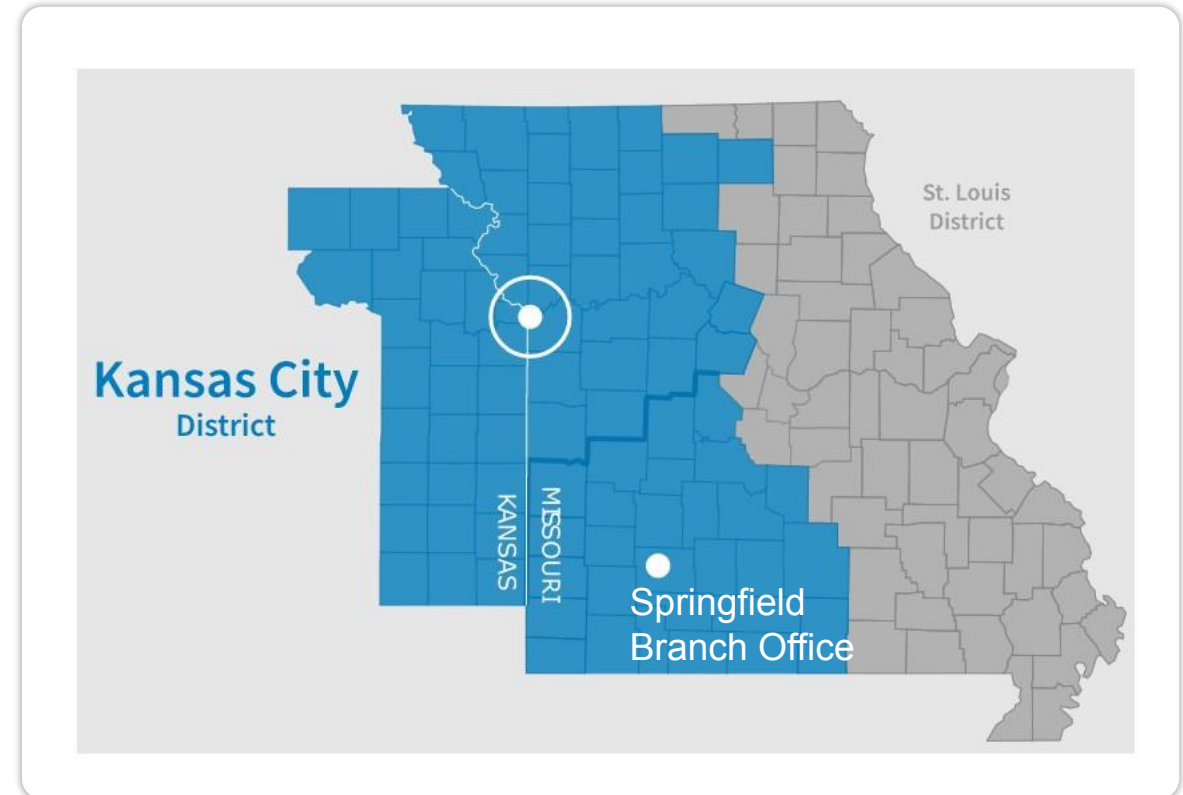 St. Louis
District
Kansas City
District
KANSAS
MISSOURI
Springfield
Branch Office